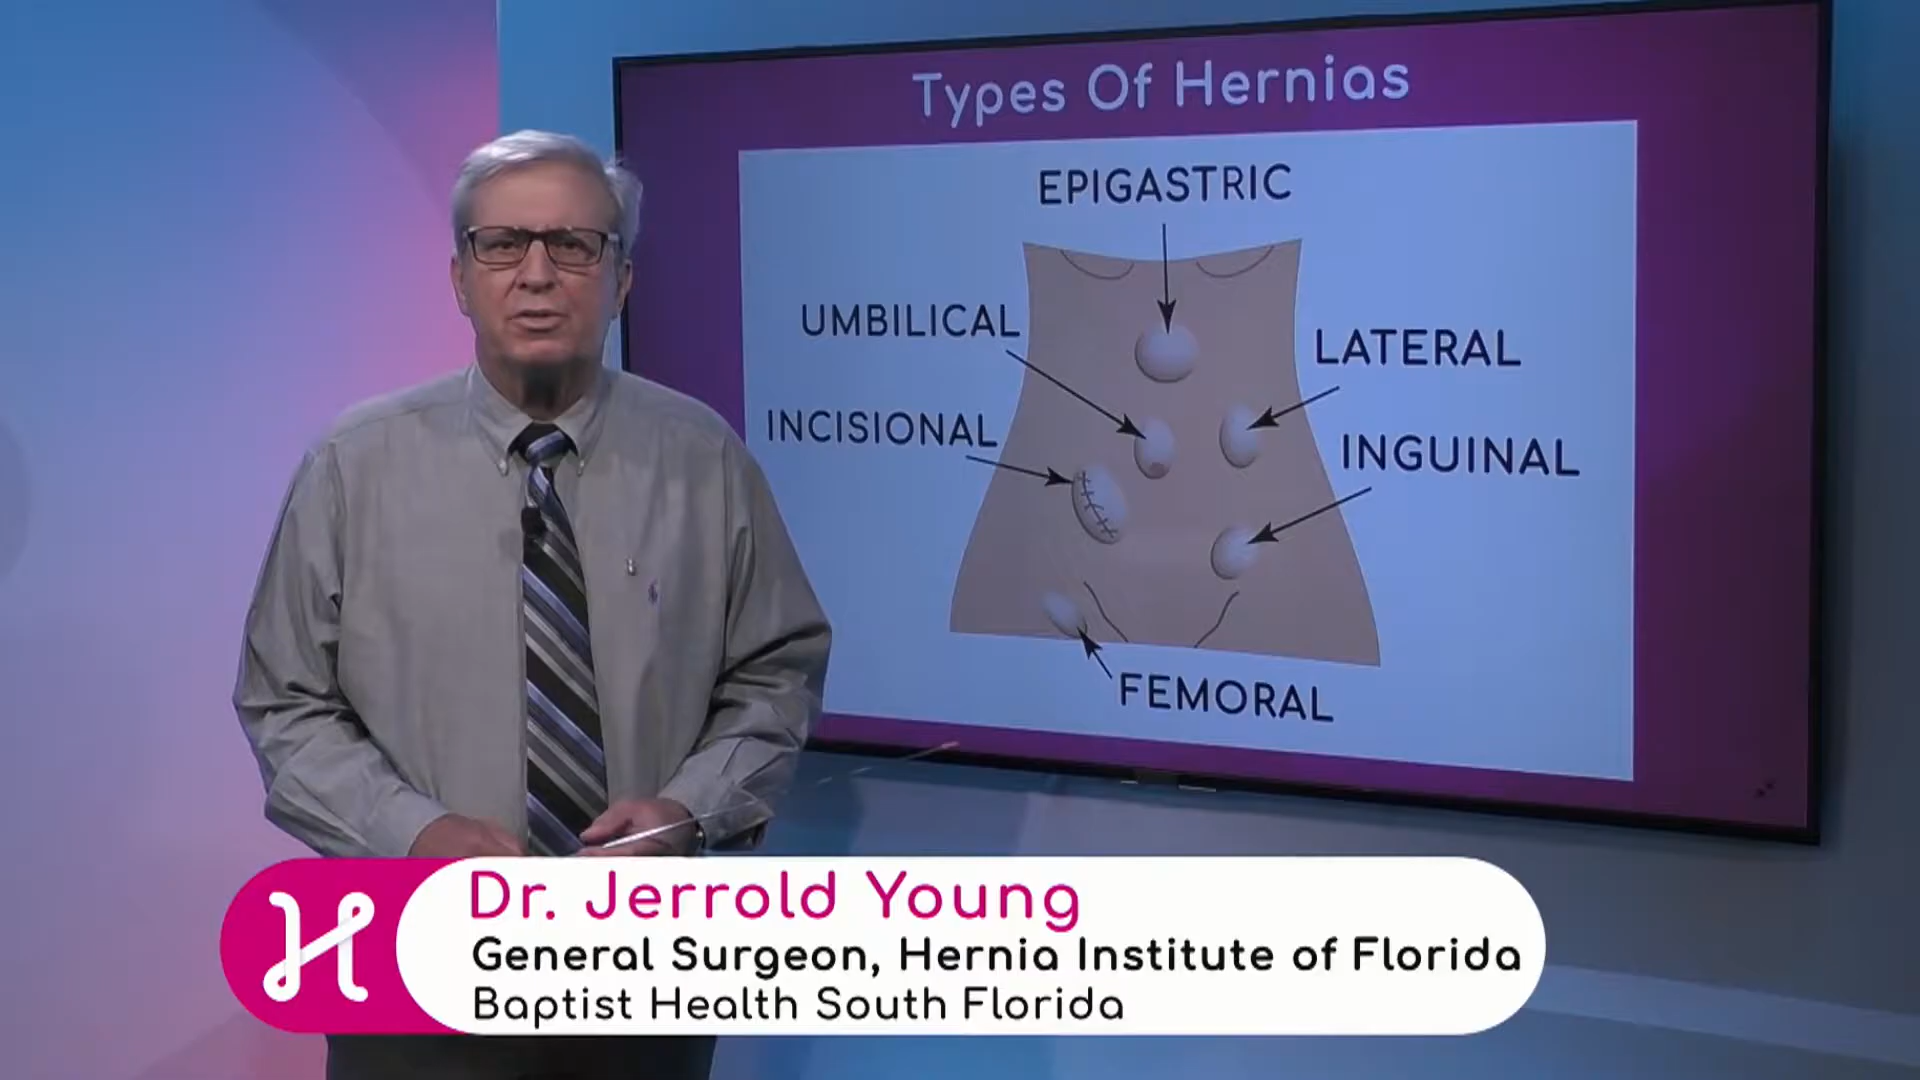 Types Of Hernias
EPIGASTRIC
UMBILICAL
LATERAL
INCISIONAL
INGUINAL
FEMORAL
H
Dr. Jerrold Young
General Surgeon, Hernia Institute of Florida
Baptist Health South Florida